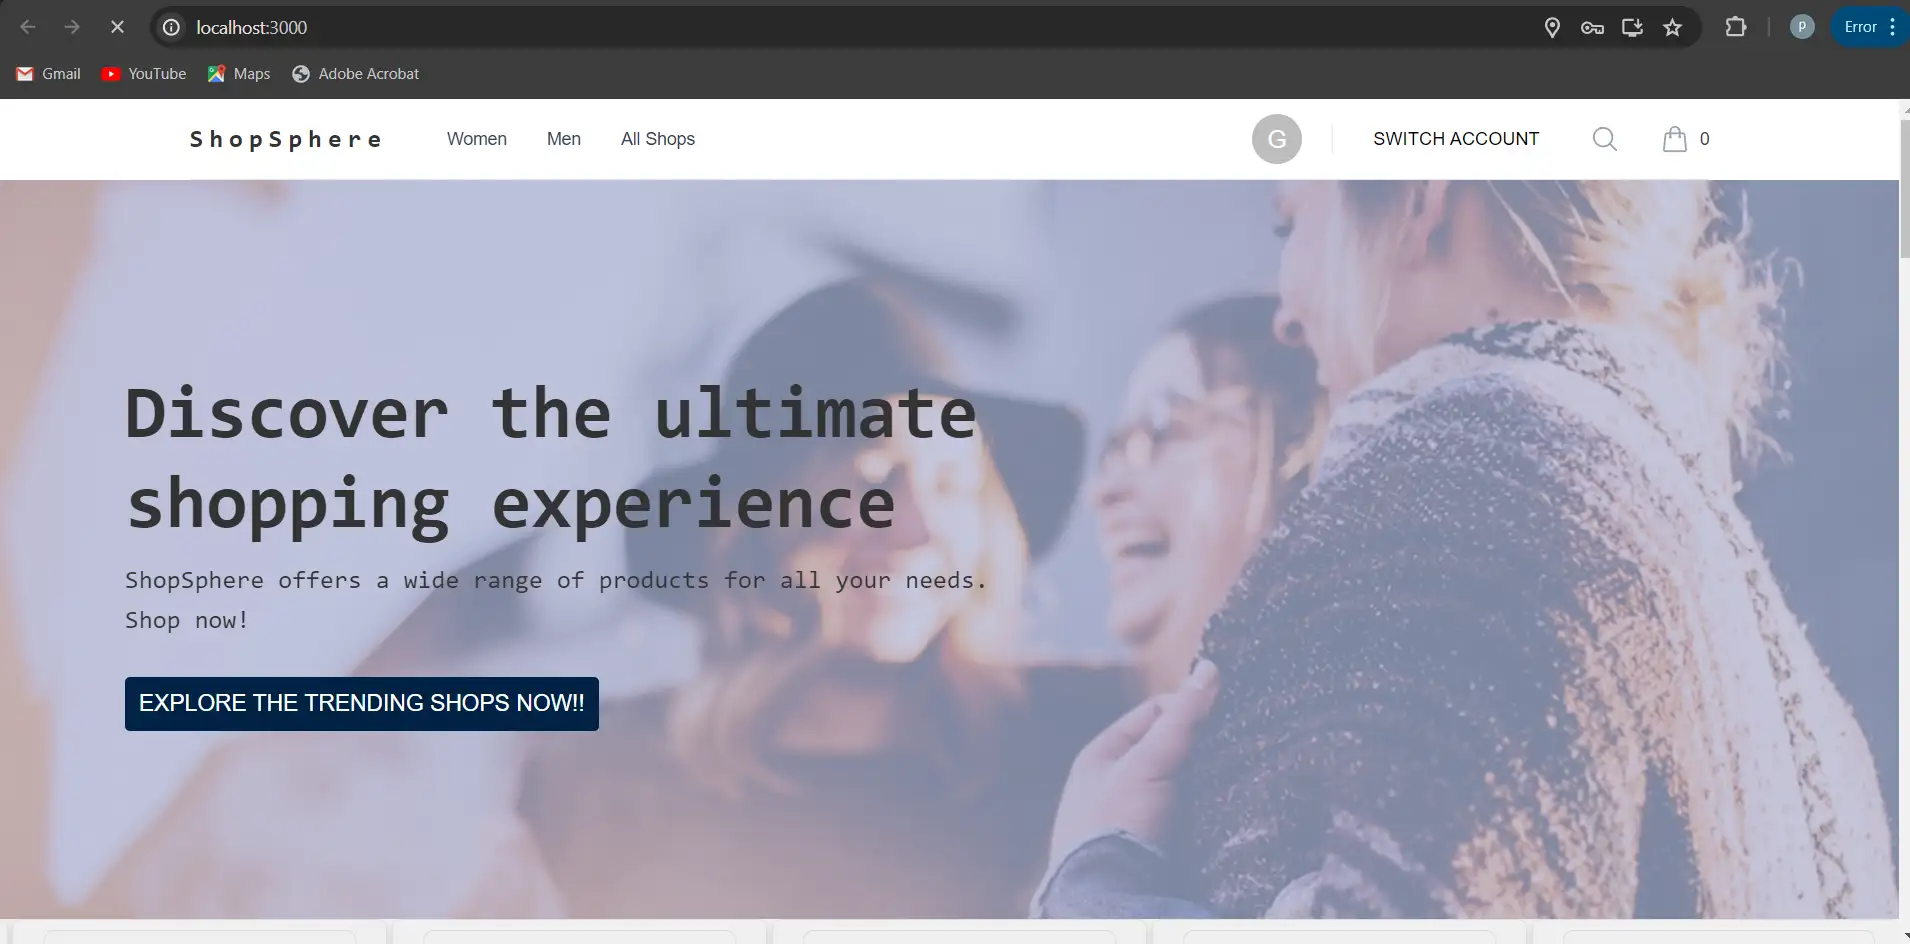 localhost:3000
P
Error
Gmail
YouTube
Maps
Adobe Acrobat
ShopSphere
Women
Men
All Shops
G
SWITCH ACCOUNT
0
Discover the ultimate
shopping experience
ShopSphere offers a wide range of products for all your needs.
Shop now!
EXPLORE THE TRENDING SHOPS NOW!!